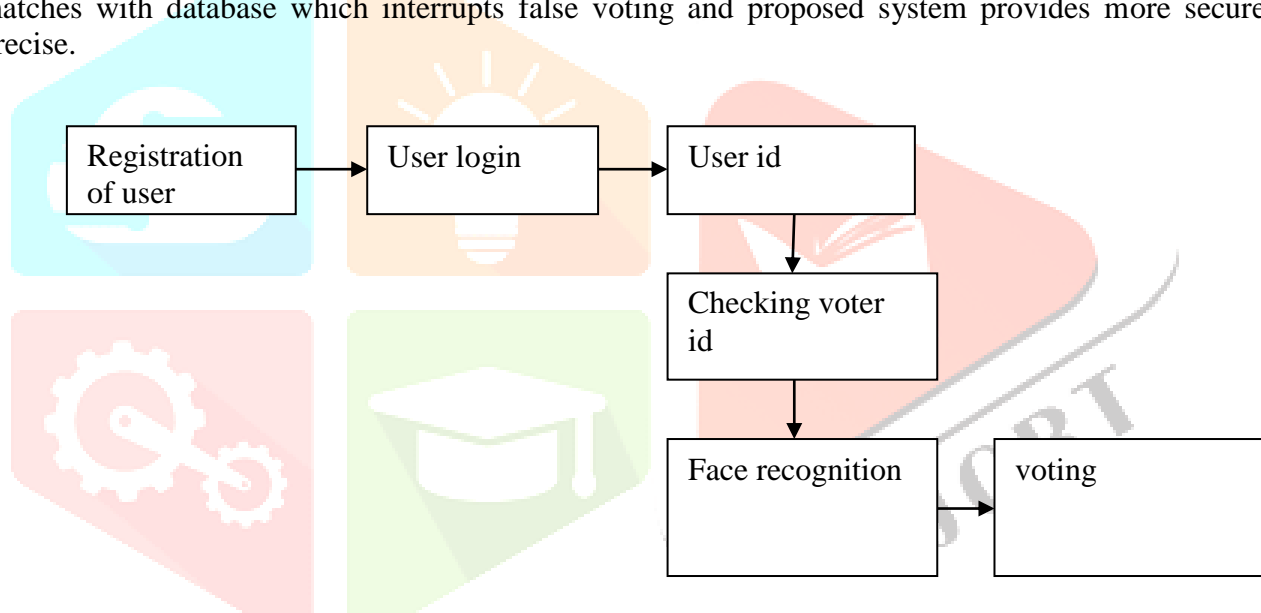 matches with database which interrupts false voting and proposed system provides more secure
recise.
Registration
of user
User login
User id
Checking voter
id
Face recognition
voting